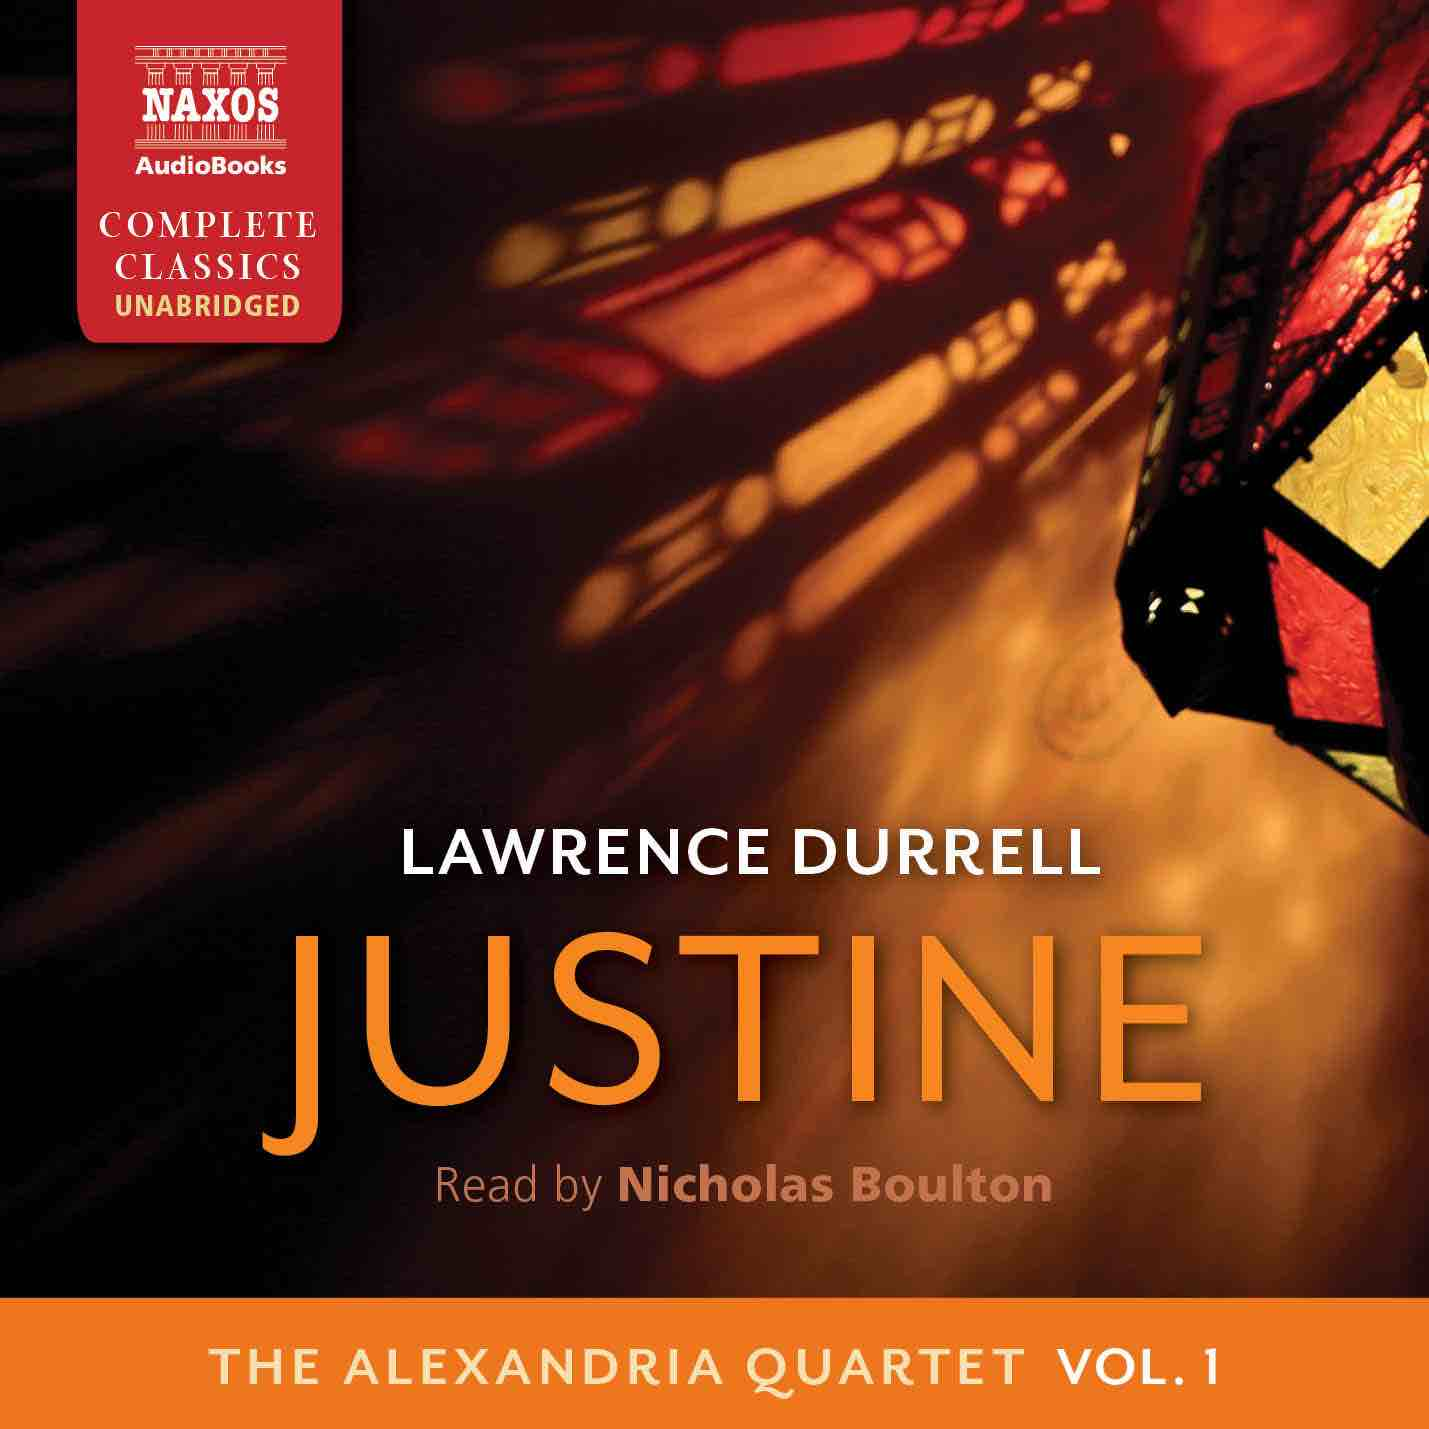 NAXOS
AudioBooks
COMPLETE
CLASSICS
UNABRIDGED
LAWRENCE DURRELL
JUSTINE
Read by Nicholas Boulton
THE ALEXANDRIA QUARTET VOL. 1